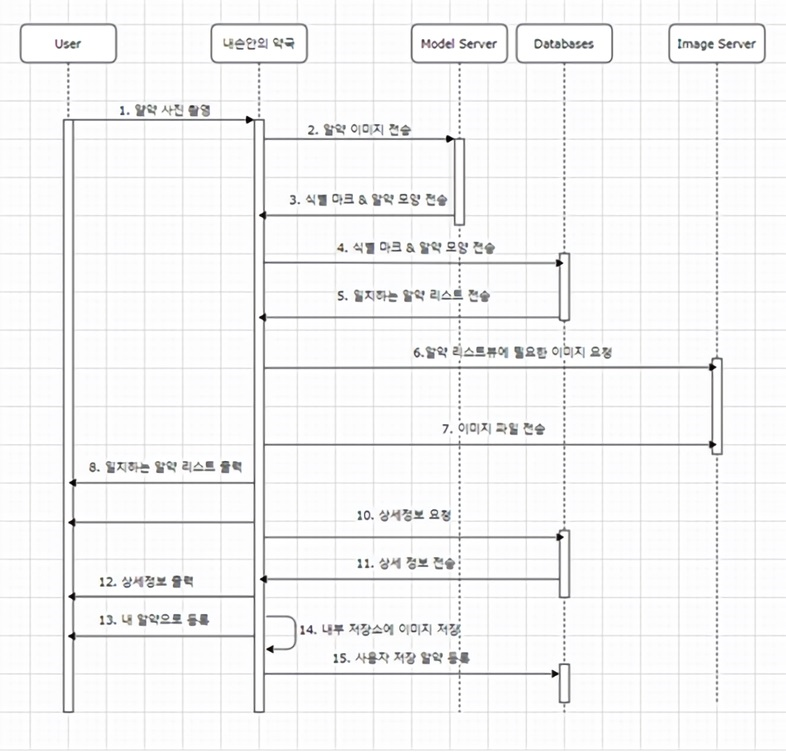 User
내손안의 약국
Model Server
Databases
Image Server
1. 알약 사진 촬영
2. 알약 이미지 전송
3. 식별 마크 & 알약 모양 전송
4. 식별 마크 & 알약 모양 전송
5. 일치하는 알약 리스트 전송
6.알약 리스트뷰에 필요한 이미지 요청
7. 이미지 파일 전송
8. 일치하는 알약 리스트 출력
10. 상세정보 요청
11. 상세 정보 전송
12. 상세정보 출력
13. 내 알약으로 등록
14. 내부 저장소에 이미지 저장
15. 사용자 저장 알약 등록